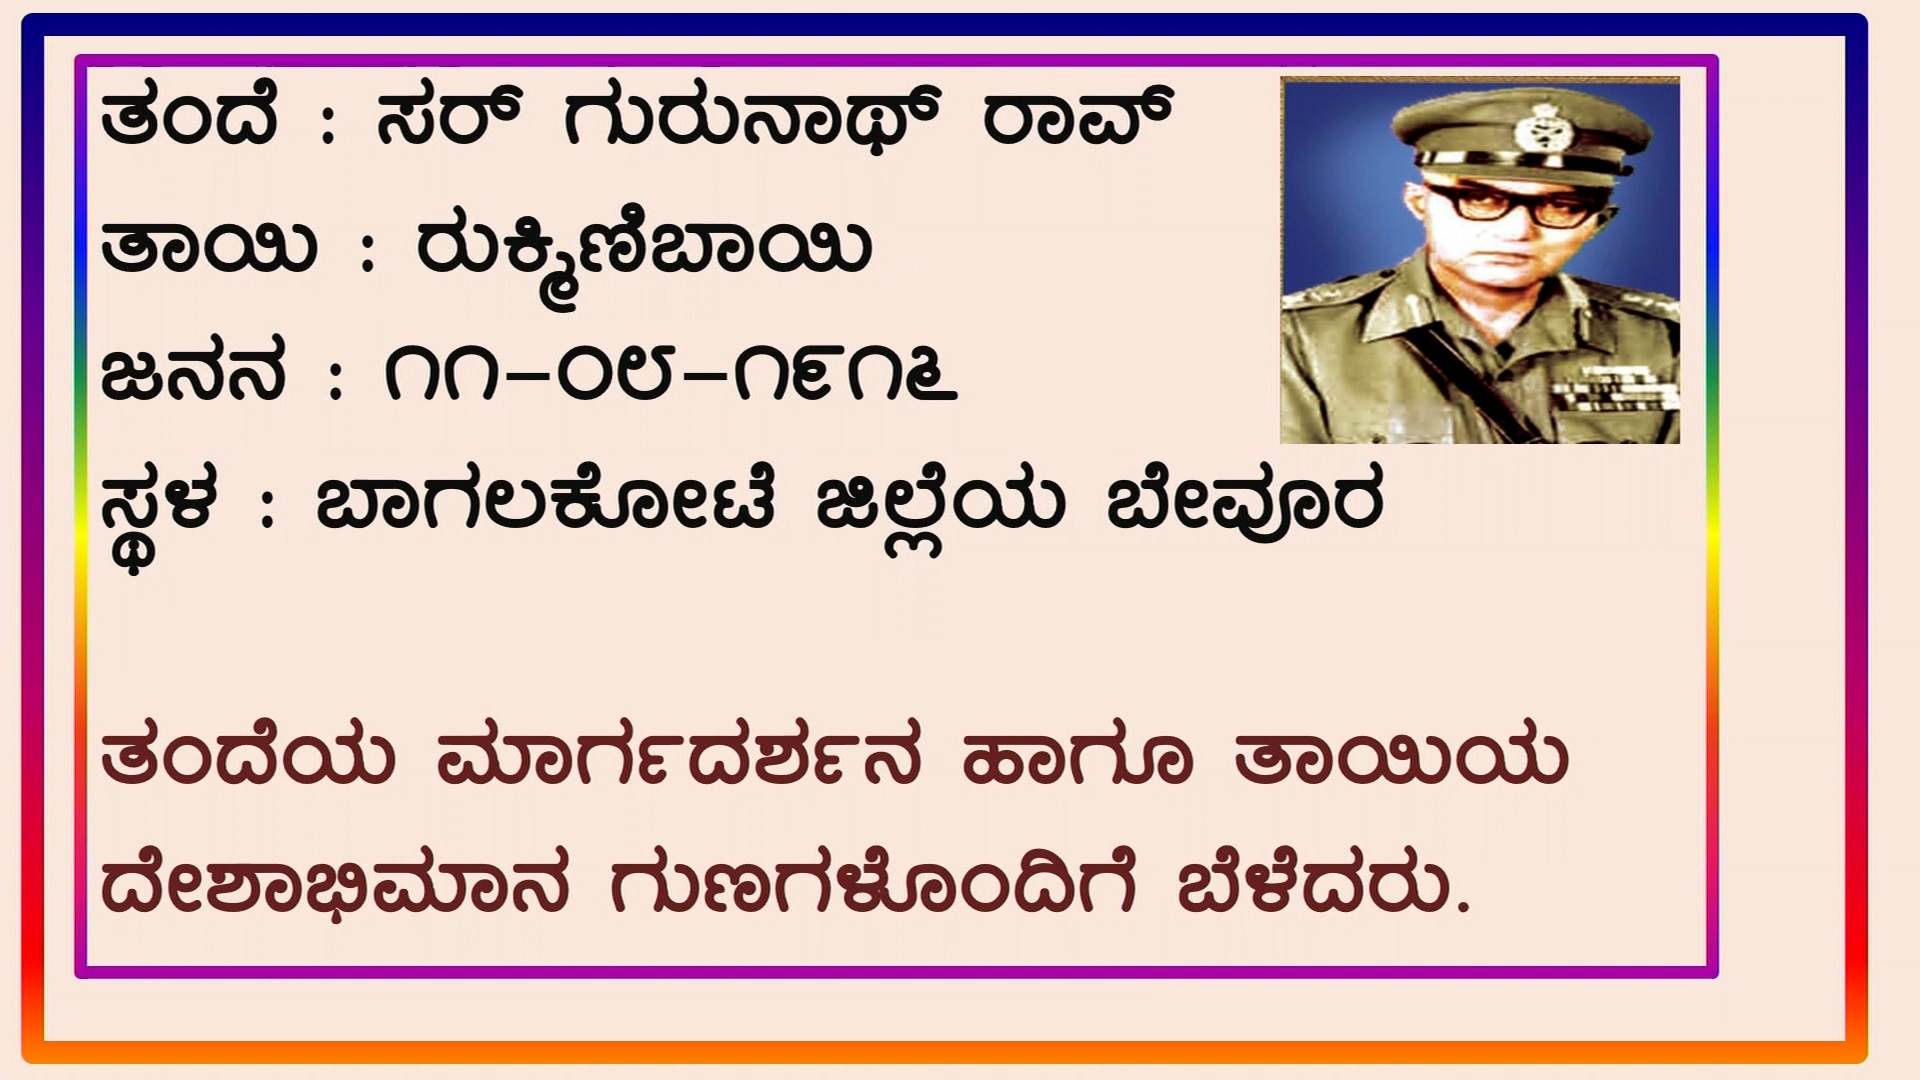 ತಂದೆ : ಸರ್ ಗುರುನಾಥ್ ರಾವ್
ತಾಯಿ : ರುಕ್ಮಿಣಿಬಾಯಿ
ಜನನ : ೧೧–೦೮–೧೯೧೬
ಸ್ಥಳ : ಬಾಗಲಕೋಟೆ ಜಿಲ್ಲೆಯ ಬೇವೂರ
ತಂದೆಯ ಮಾರ್ಗದರ್ಶನ ಹಾಗೂ ತಾಯಿಯ
ದೇಶಾಭಿಮಾನ ಗುಣಗಳೊಂದಿಗೆ ಬೆಳೆದರು.